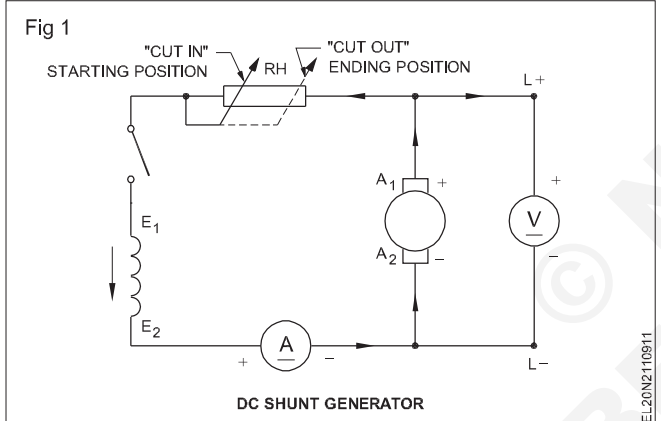 Fig 1
"CUT IN"
STARTING POSITION
RH
"CUT OUT"
ENDING POSITION
L+
A1
+
+
V
A2
–
–
E1
E2
+
A
–
L–
DC SHUNT GENERATOR
EL20N2110911
©